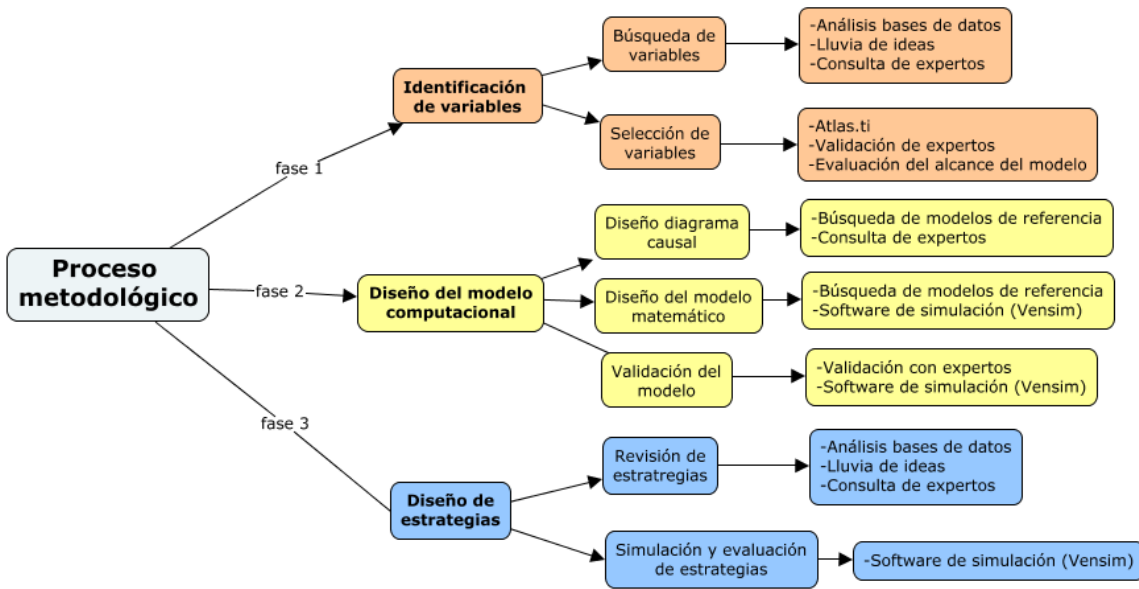 Proceso
metodológico
fase 1
Identificación
de variables
Búsqueda de
variables
-Análisis bases de datos
-Lluvia de ideas
-Consulta de expertos
Selección de
variables
-Atlas.ti
-Validación de expertos
-Evaluación del alcance del modelo
fase 2
Diseño del modelo
computacional
Diseño diagrama
causal
-Búsqueda de modelos de referencia
-Consulta de expertos
Diseño del modelo
matemático
-Búsqueda de modelos de referencia
-Software de simulación (Vensim)
Validación del
modelo
-Validación con expertos
-Software de simulación (Vensim)
fase 3
Diseño de
estrategias
Revisión de
estratregias
-Análisis bases de datos
-Lluvia de ideas
-Consulta de expertos
Simulación y evaluación
de estrategias
-Software de simulación (Vensim)